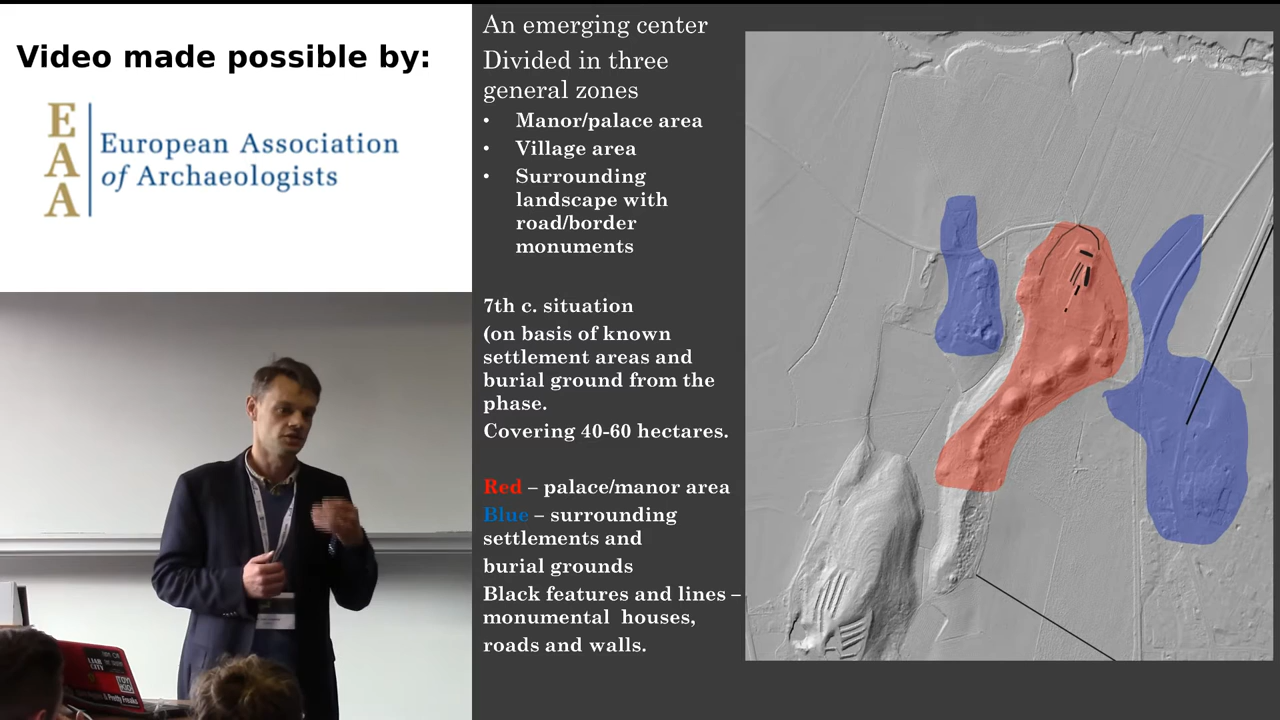 Video made possible by:
E
A
A
European Association
of Archaeologists
An emerging center
Divided in three
general zones
• Manor/palace area
• Village area
• Surrounding
landscape with
road/border
monuments
7th c. situation
(on basis of known
settlement areas and
burial ground from the
phase.
Covering 40-60 hectares.
Red – palace/manor area
Blue – surrounding
settlements and
burial grounds
Black features and lines –
monumental houses,
roads and walls.
LIAR
CITY